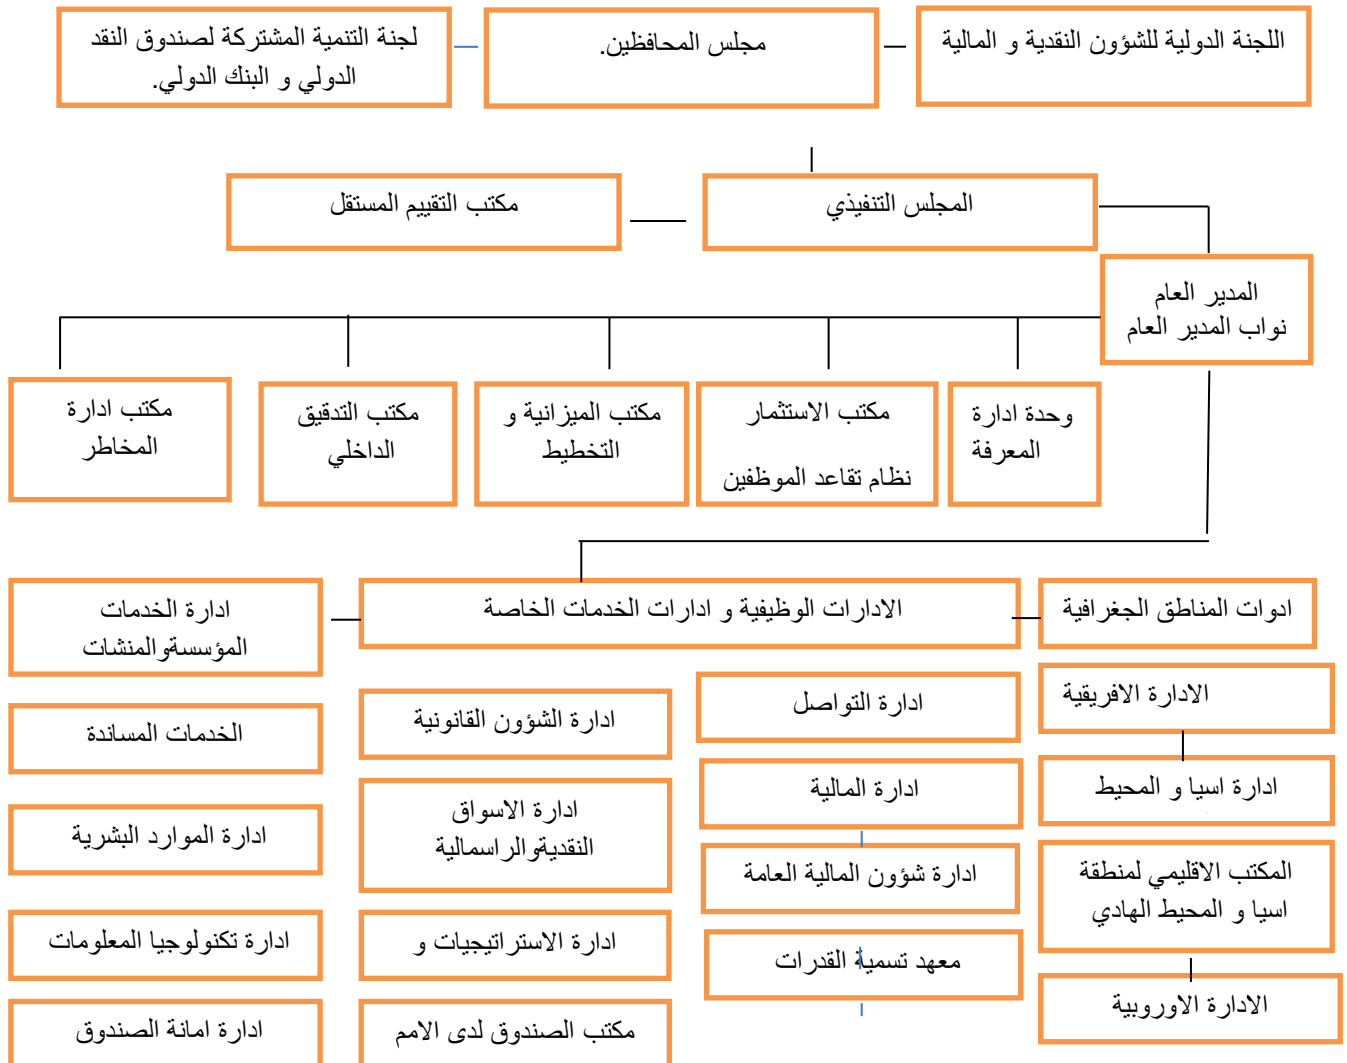 اللجنة الدولية للشؤون النقدية و المالية
مجلس المحافظين.
لجنة التنمية المشتركة لصندوق النقد
الدولي و البنك الدولي.
المجلس التنفيذي
مكتب التقييم المستقل
المدير العام
نواب المدير العام
وحدة ادارة
المعرفة
مكتب الاستثمار
نظام تقاعد الموظفين
مكتب الميزانية و
التخطيط
مكتب التدقيق
الداخلي
مكتب ادارة
المخاطر
ادوات المناطق الجغرافية
الادارات الوظيفية و ادارات الخدمات الخاصة
ادارة الخدمات
المؤسسةوالمنشات
الادارة الافريقية
ادارة اسيا و المحيط
المكتب الاقليمي لمنطقة
اسيا و المحيط الهادي
الادارة الاوروبية
ادارة التواصل
ادارة المالية
ادارة شؤون المالية العامة
معهد تسمية القدرات
ادارة الشؤون القانونية
ادارة الاسواق
النقديةوالراسمالية
ادارة الاستراتيجيات و
مكتب الصندوق لدى الامم
الخدمات المساندة
ادارة الموارد البشرية
ادارة تكنولوجيا المعلومات
ادارة امانة الصندوق